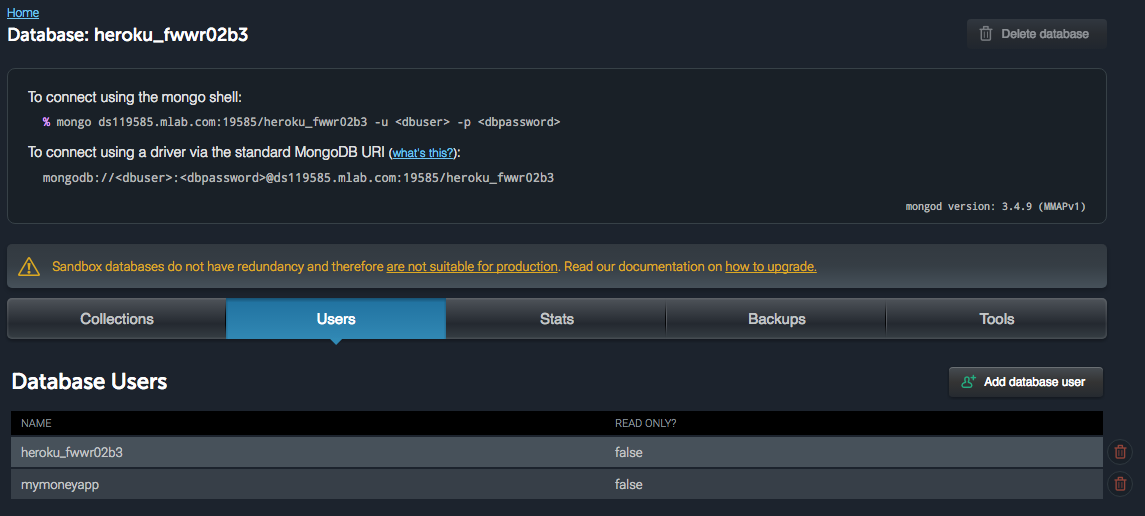 Home
Database: heroku_fwwr02b3
Delete database
To connect using the mongo shell:
% mongo ds119585.mlab.com:19585/heroku_fwwr02b3 -u <dbuser> -p <dbpassword>
To connect using a driver via the standard MongoDB URI (what's this?):
mongodb://<dbuser>:<dbpassword>@ds119585.mlab.com:19585/heroku_fwwr02b3
mongod version: 3.4.9 (MMAPv1)
Sandbox databases do not have redundancy and therefore are not suitable for production. Read our documentation on how to upgrade.
Collections Users Stats Backups Tools
Database Users
Add database user
NAME READ ONLY?
heroku_fwwr02b3 false
mymoneyapp false